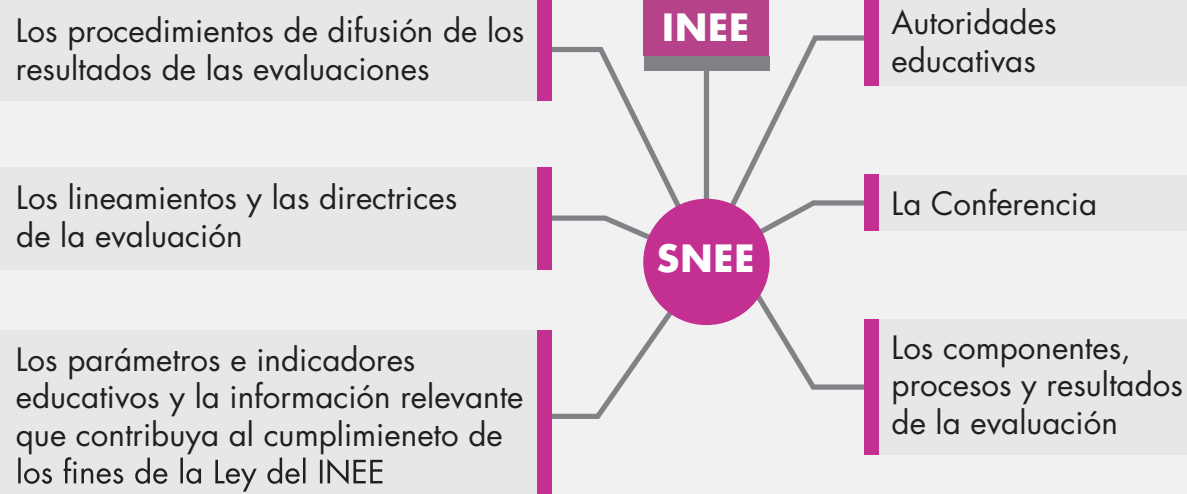 Los procedimientos de difusión de los
resultados de las evaluaciones
Los lineamientos y las directrices
de la evaluación
Los parámetros e indicadores
educativos y la información relevante
que contribuya al cumplimieneto de
los fines de la Ley del INEE
INEE
SNEE
Autoridades
educativas
La Conferencia
Los componentes,
procesos y resultados
de la evaluación